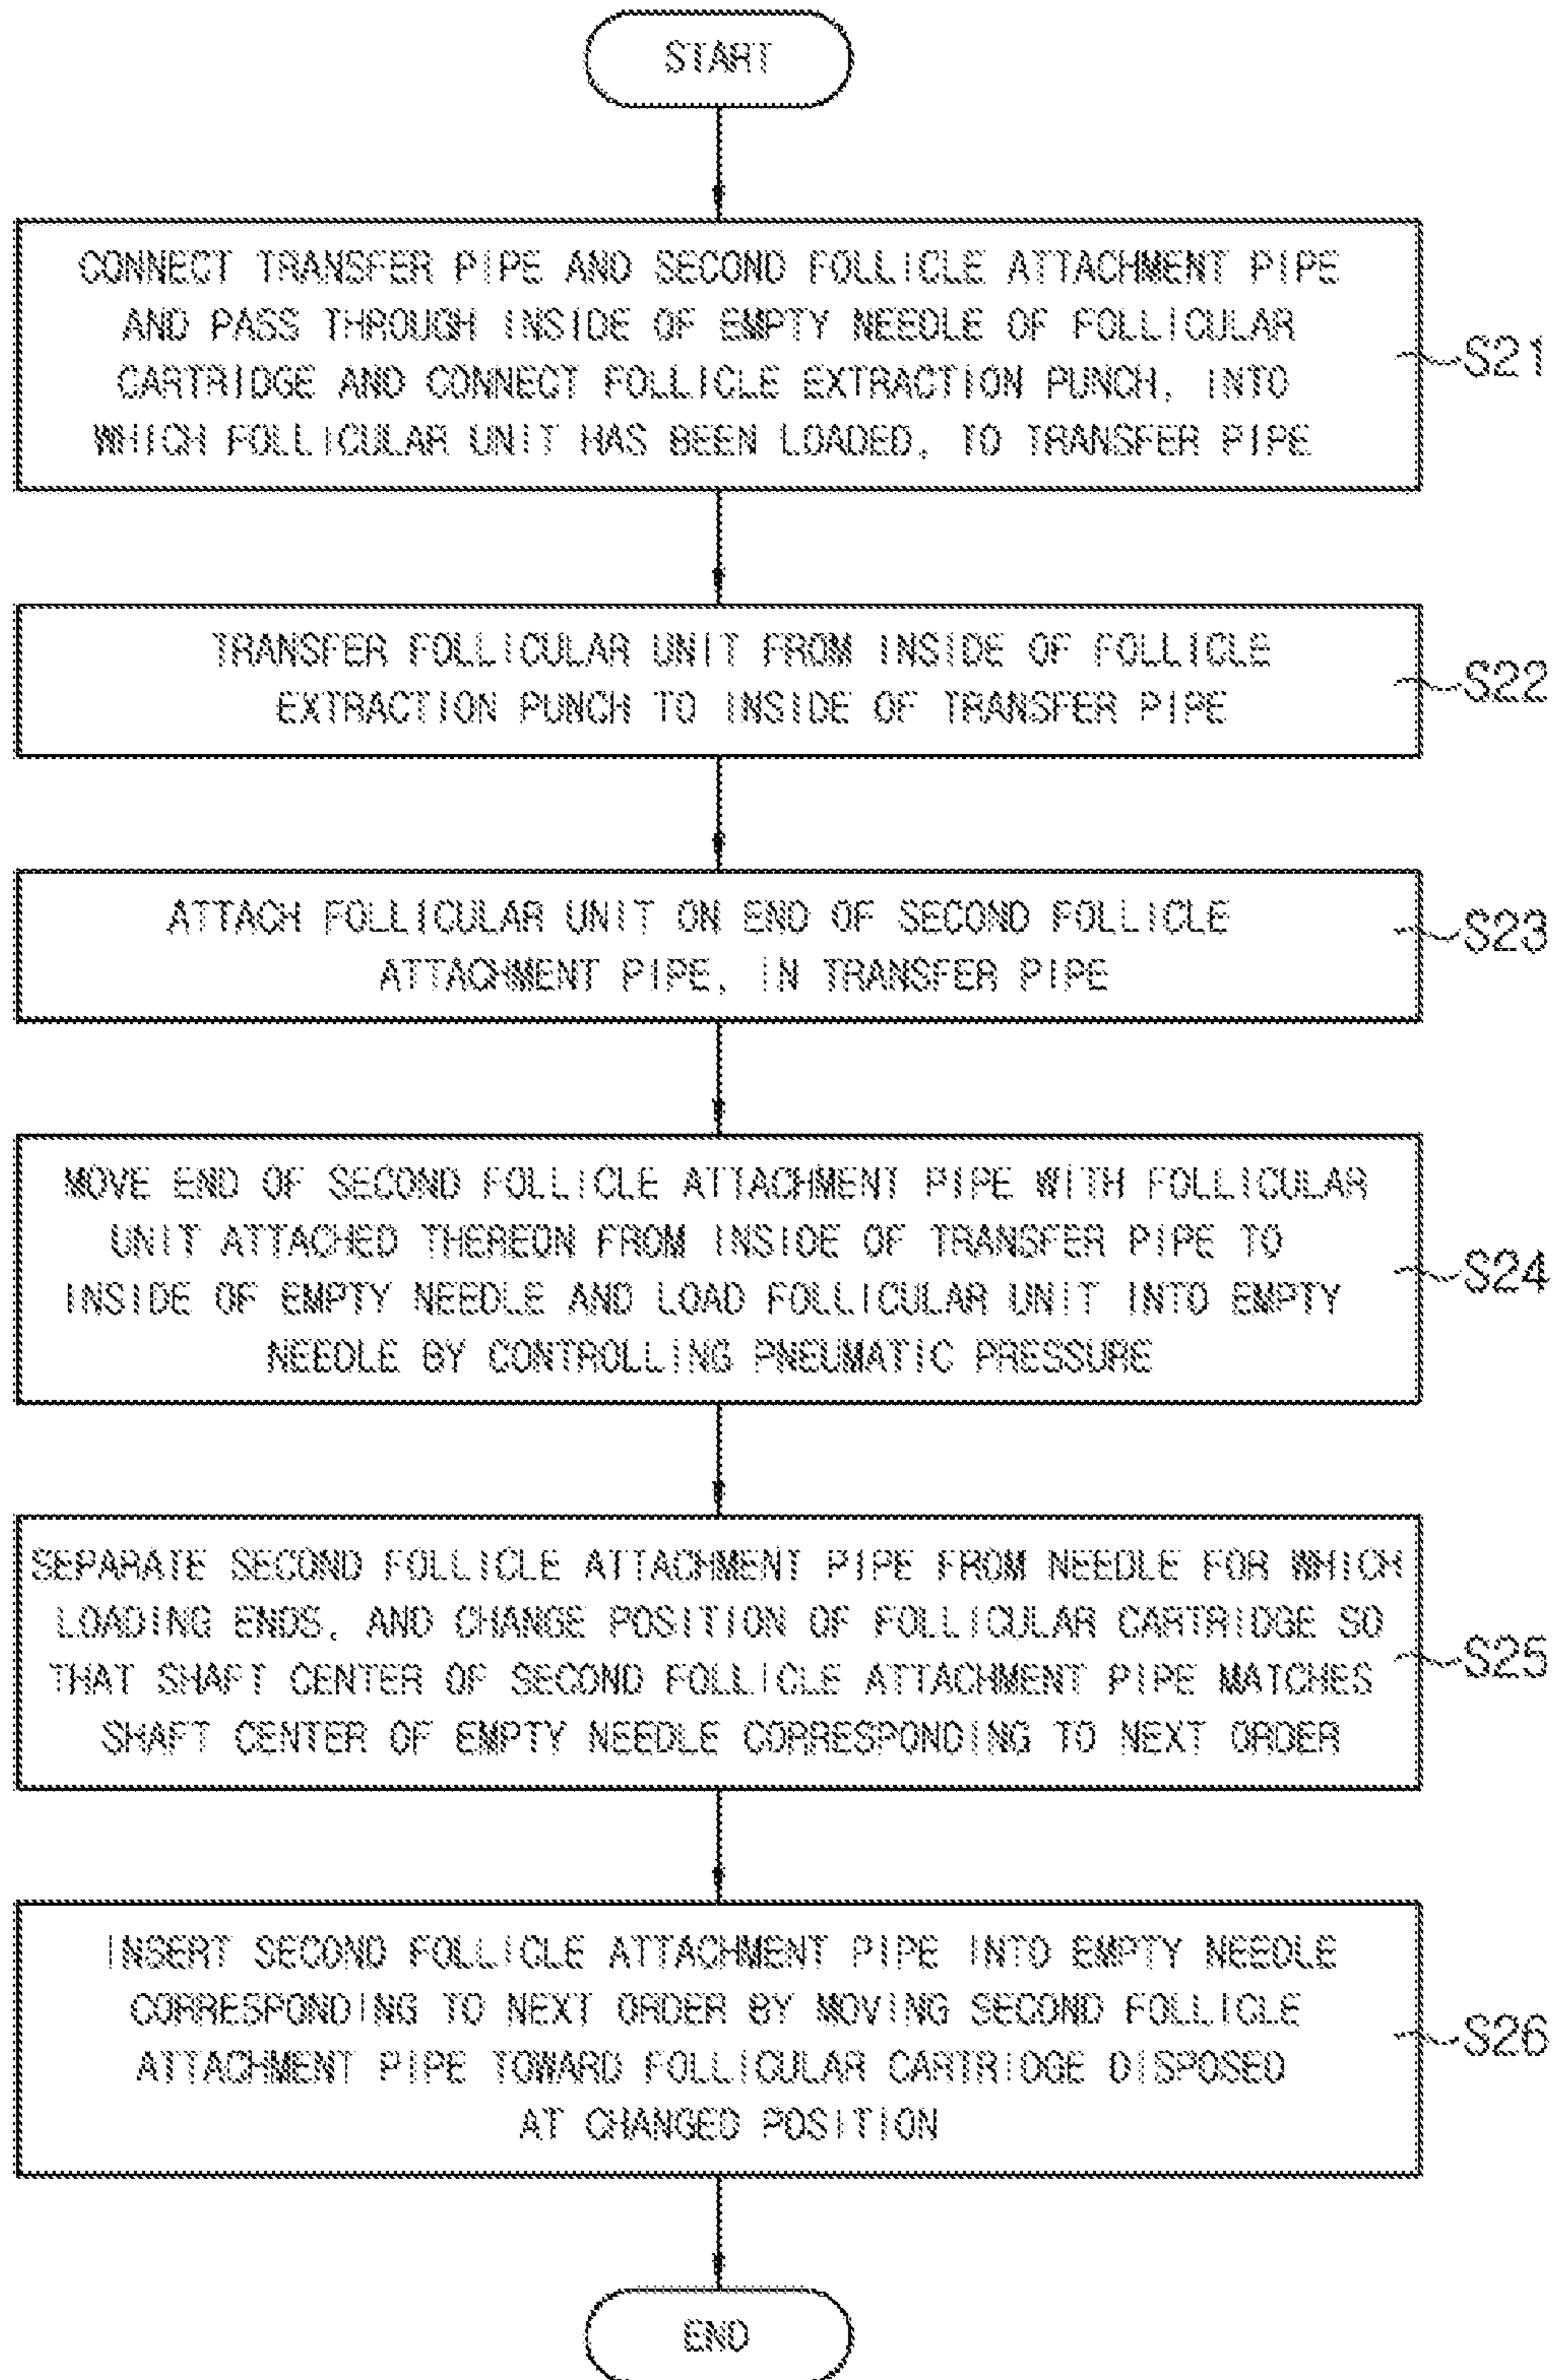 START
CONNECT TRANSFER PIPE AND SECOND FOLLICLE ATTACHMENT PIPE
AND PASS THROUGH INSIDE OF EMPTY NEEDLE OF FOLLICULAR
CARTRIDGE AND CONNECT FOLLICLE EXTRACTION PUNCH, INTO
WHICH FOLLICULAR UNIT HAS BEEN LOADED, TO TRANSFER PIPE
S21
TRANSFER FOLLICULAR UNIT FROM INSIDE OF FOLLICLE
EXTRACTION PUNCH TO INSIDE OF TRANSFER PIPE
S22
ATTACH FOLLICULAR UNIT ON END OF SECOND FOLLICLE
ATTACHMENT PIPE, IN TRANSFER PIPE
S23
MOVE END OF SECOND FOLLICLE ATTACHMENT PIPE WITH FOLLICULAR
UNIT ATTACHED THEREON FROM INSIDE OF TRANSFER PIPE TO
INSIDE OF EMPTY NEEDLE AND LOAD FOLLICULAR UNIT INTO EMPTY
NEEDLE BY CONTROLLING PNEUMATIC PRESSURE
S24
SEPARATE SECOND FOLLICLE ATTACHMENT PIPE FROM NEEDLE FOR WHICH
LOADING ENDS, AND CHANGE POSITION OF FOLLICULAR CARTRIDGE SO
THAT SHAFT CENTER OF SECOND FOLLICLE ATTACHMENT PIPE MATCHES
SHAFT CENTER OF EMPTY NEEDLE CORRESPONDING TO NEXT ORDER
S25
INSERT SECOND FOLLICLE ATTACHMENT PIPE INTO EMPTY NEEDLE
CORRESPONDING TO NEXT ORDER BY MOVING SECOND FOLLICLE
ATTACHMENT PIPE TOWARD FOLLICULAR CARTRIDGE DISPOSED
AT CHANGED POSITION
S26
END